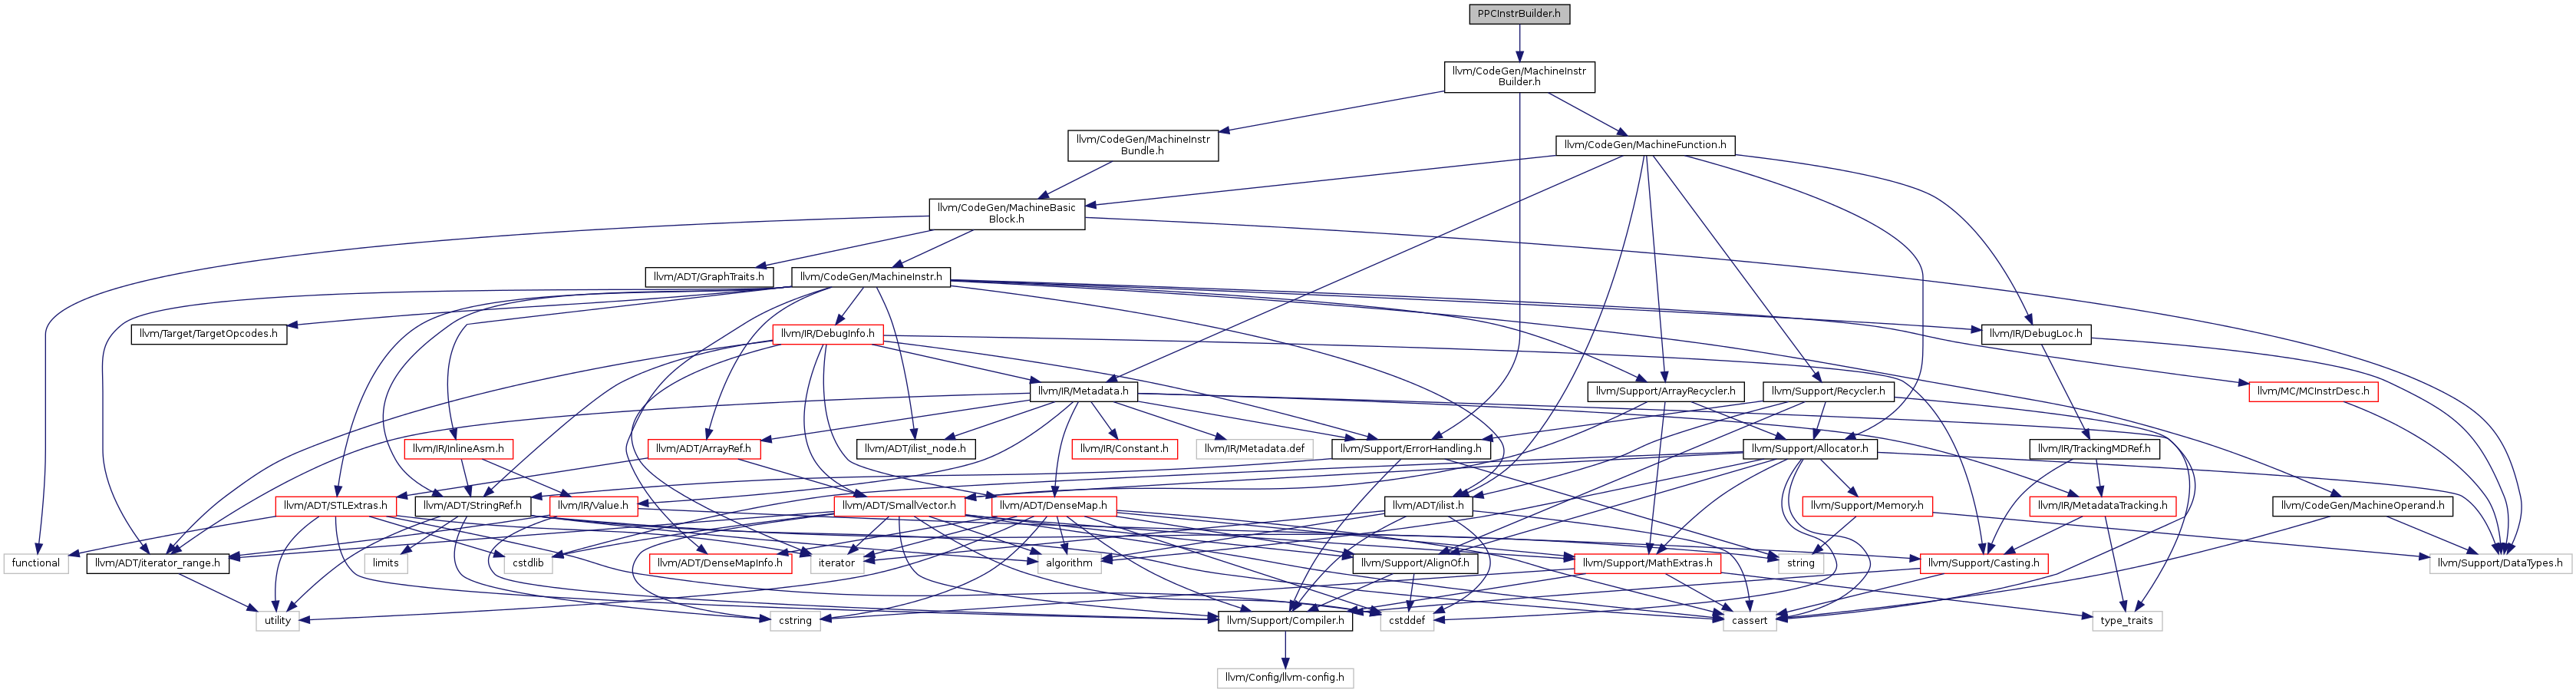 PPCInstrBuilder.h
llvm/CodeGen/MachineInstr
Builder.h
llvm/CodeGen/MachineInstr
Bundle.h
llvm/CodeGen/MachineFunction.h
llvm/CodeGen/MachineBasic
Block.h
llvm/ADT/GraphTraits.h
llvm/CodeGen/MachineInstr.h
llvm/Target/TargetOpcodes.h
llvm/IR/DebugInfo.h
llvm/IR/DebugLoc.h
llvm/IR/Metadata.h
llvm/Support/ArrayRecycler.h
llvm/Support/Recycler.h
llvm/MC/MCInstrDesc.h
llvm/IR/InlineAsm.h
llvm/ADT/ArrayRef.h
llvm/ADT/ilist_node.h
llvm/IR/Constant.h
llvm/IR/Metadata.def
llvm/Support/ErrorHandling.h
llvm/Support/Allocator.h
llvm/IR/TrackingMDRef.h
llvm/ADT/STLExtras.h
llvm/ADT/StringRef.h
llvm/IR/Value.h
llvm/ADT/SmallVector.h
llvm/ADT/DenseMap.h
llvm/ADT/ilist.h
llvm/Support/Memory.h
llvm/IR/MetadataTracking.h
llvm/CodeGen/MachineOperand.h
functional
llvm/ADT/iterator_range.h
limits
cstdlib
llvm/ADT/DenseMapInfo.h
iterator
algorithm
llvm/Support/AlignOf.h
llvm/Support/MathExtras.h
string
llvm/Support/Casting.h
llvm/Support/DataTypes.h
utility
cstring
llvm/Support/Compiler.h
cstddef
cassert
type_traits
llvm/Config/llvm-config.h